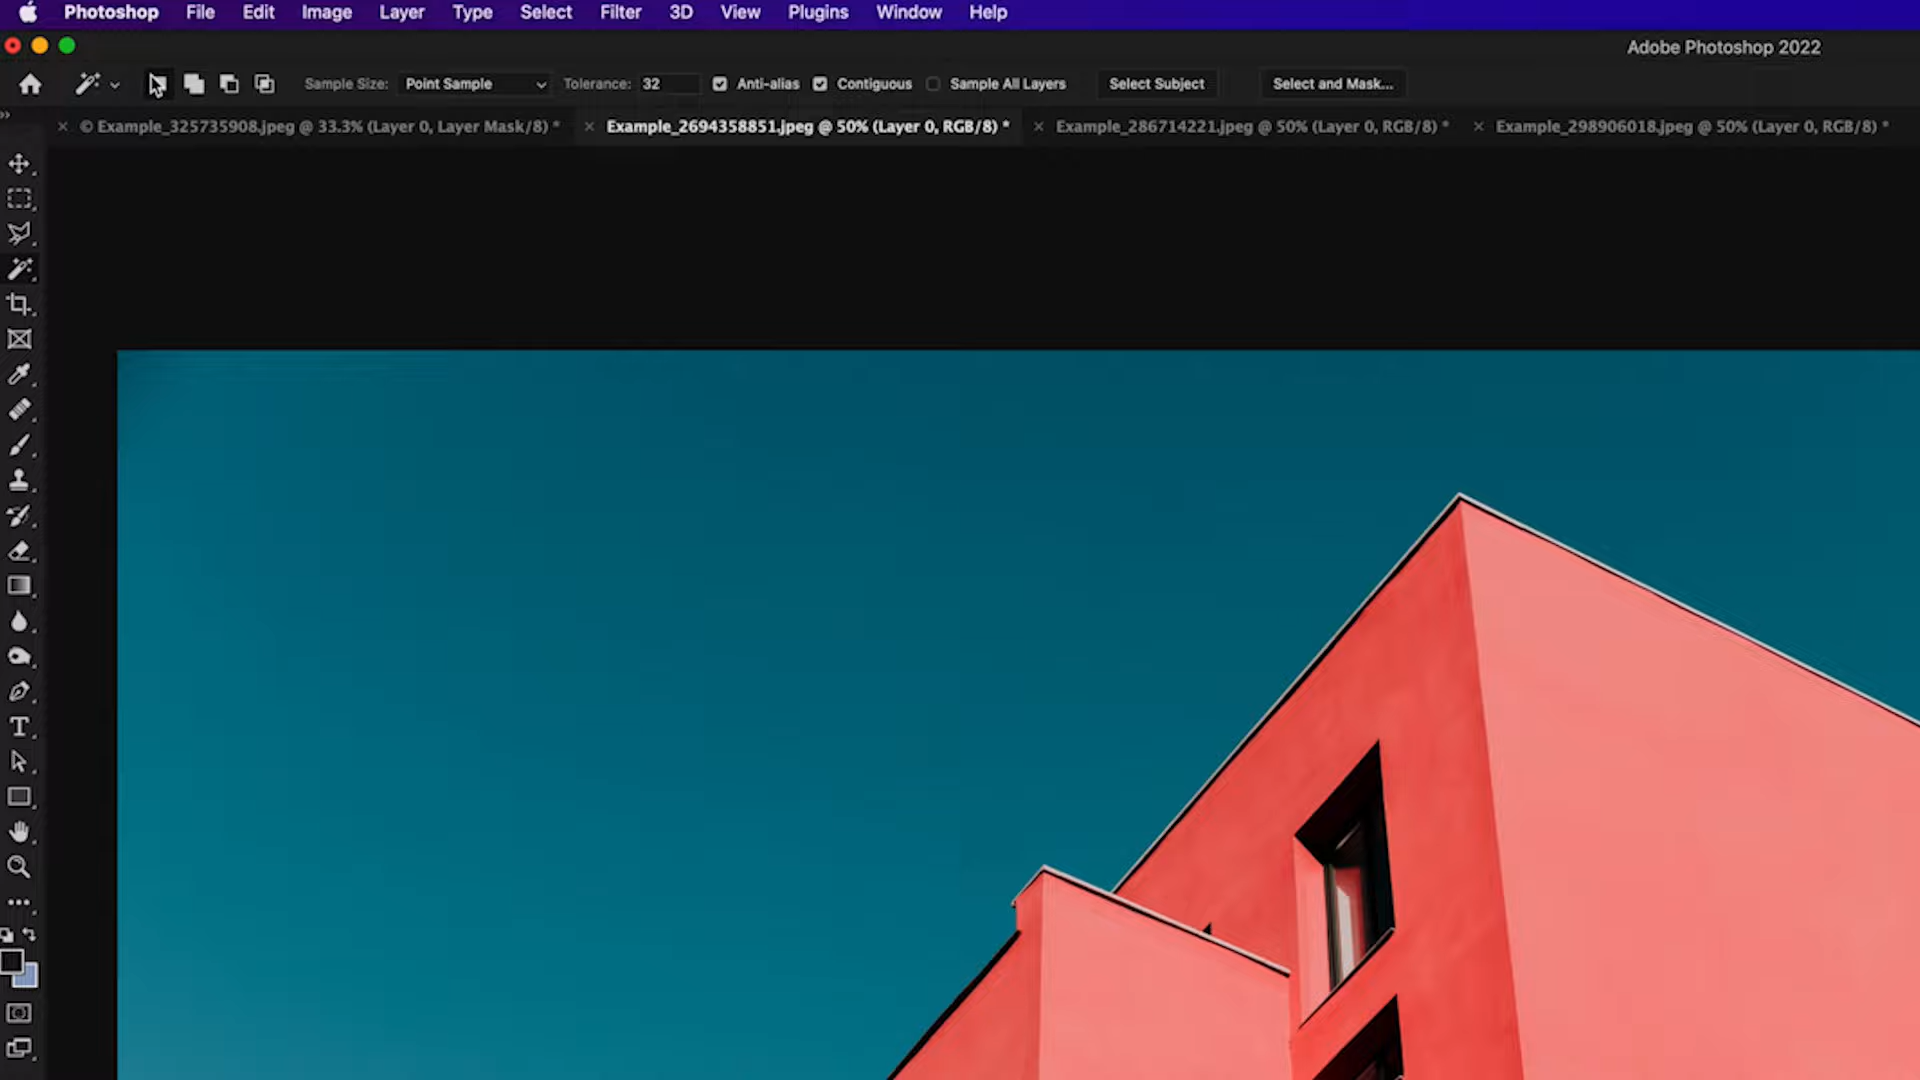 Photoshop File Edit Image Layer Type Select Filter 3D View Plugins Window Help
Adobe Photoshop 2022
Sample Size: Point Sample Tolerance: 32 Anti-alias Contiguous Sample All Layers Select Subject Select and Mask...
© Example_325735908.jpeg @ 33.3% (Layer 0, Layer Mask/8) * Example_2694358851.jpeg @ 50% (Layer 0, RGB/8) * Example_286714221.jpeg @ 50% (Layer 0, RGB/8) * Example_298906018.jpeg @ 50% (Layer 0, RGB/8) *